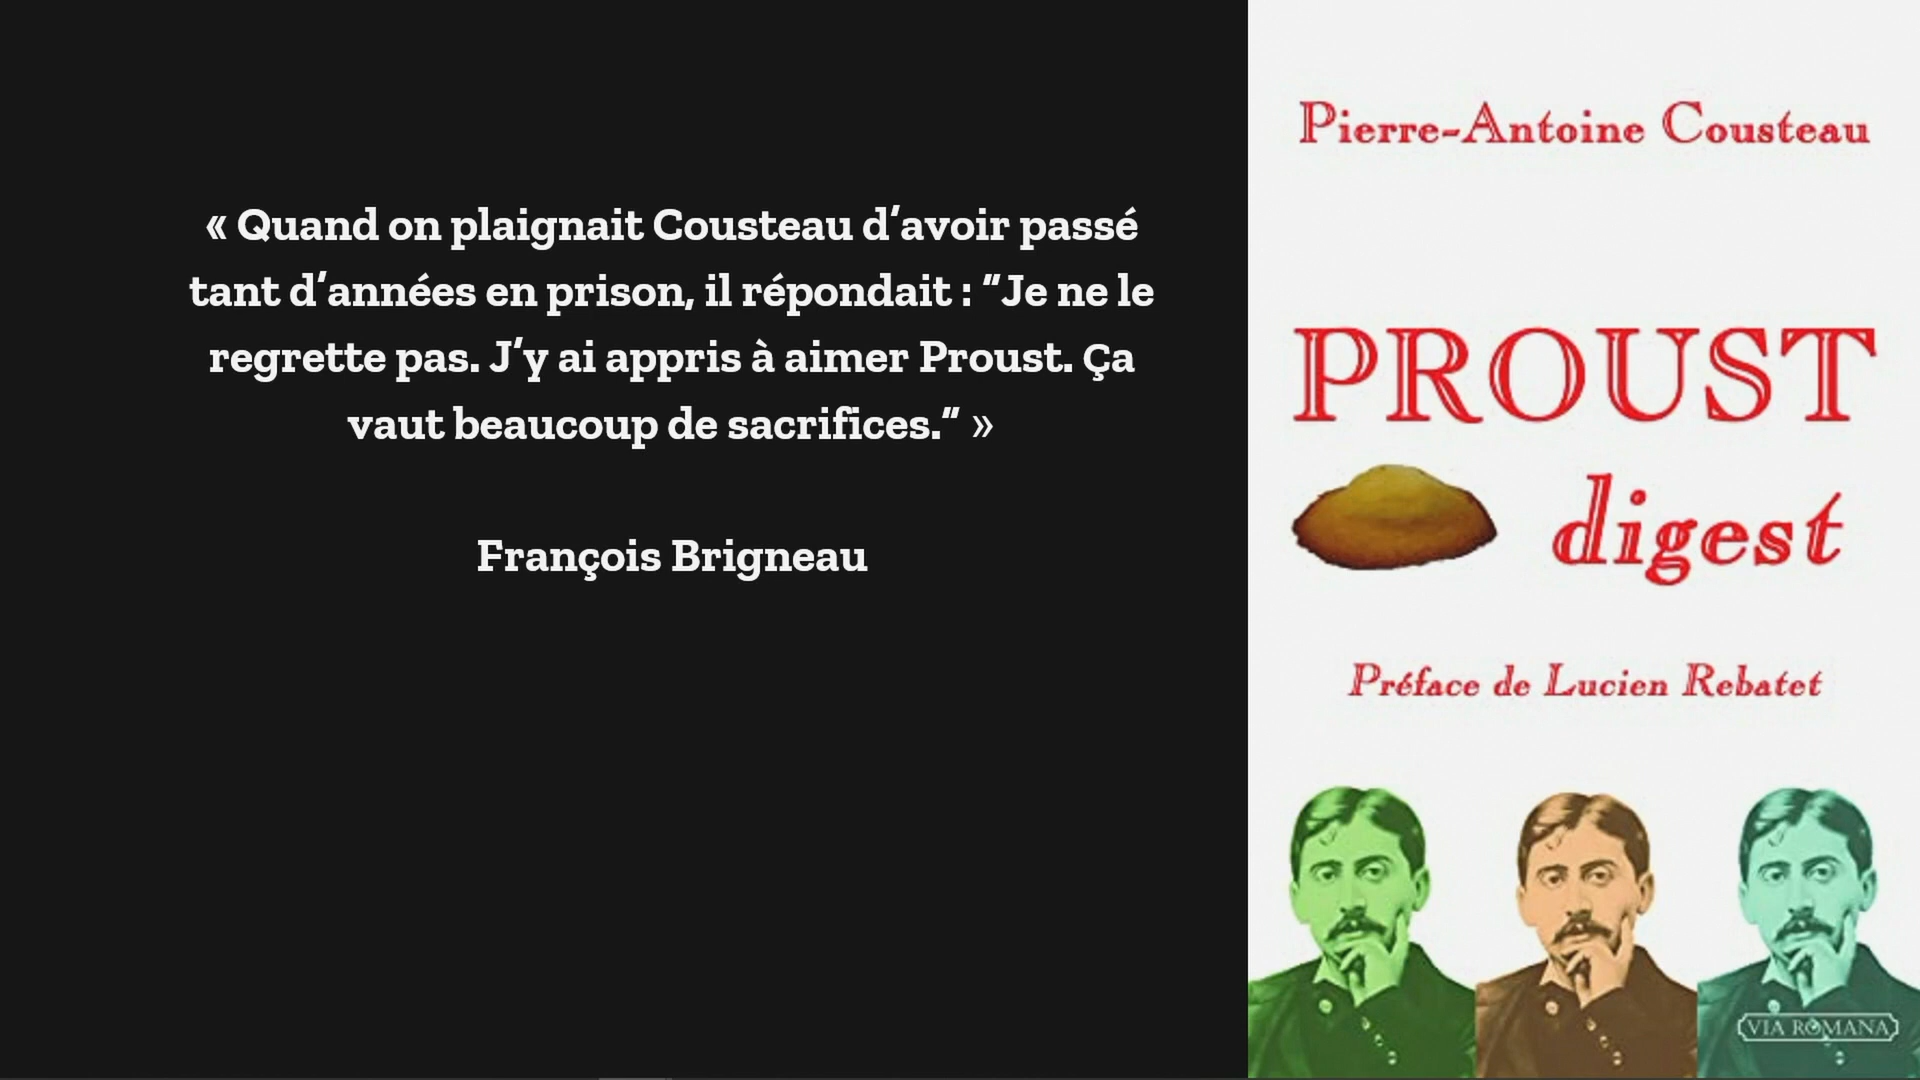 « Quand on plaignait Cousteau d’avoir passé
tant d’années en prison, il répondait : “Je ne le
regrette pas. J’y ai appris à aimer Proust. Ça
vaut beaucoup de sacrifices.” »
François Brigneau
Pierre-Antoine Cousteau
PROUST
digest
Préface de Lucien Rebatet
VIA ROMANA